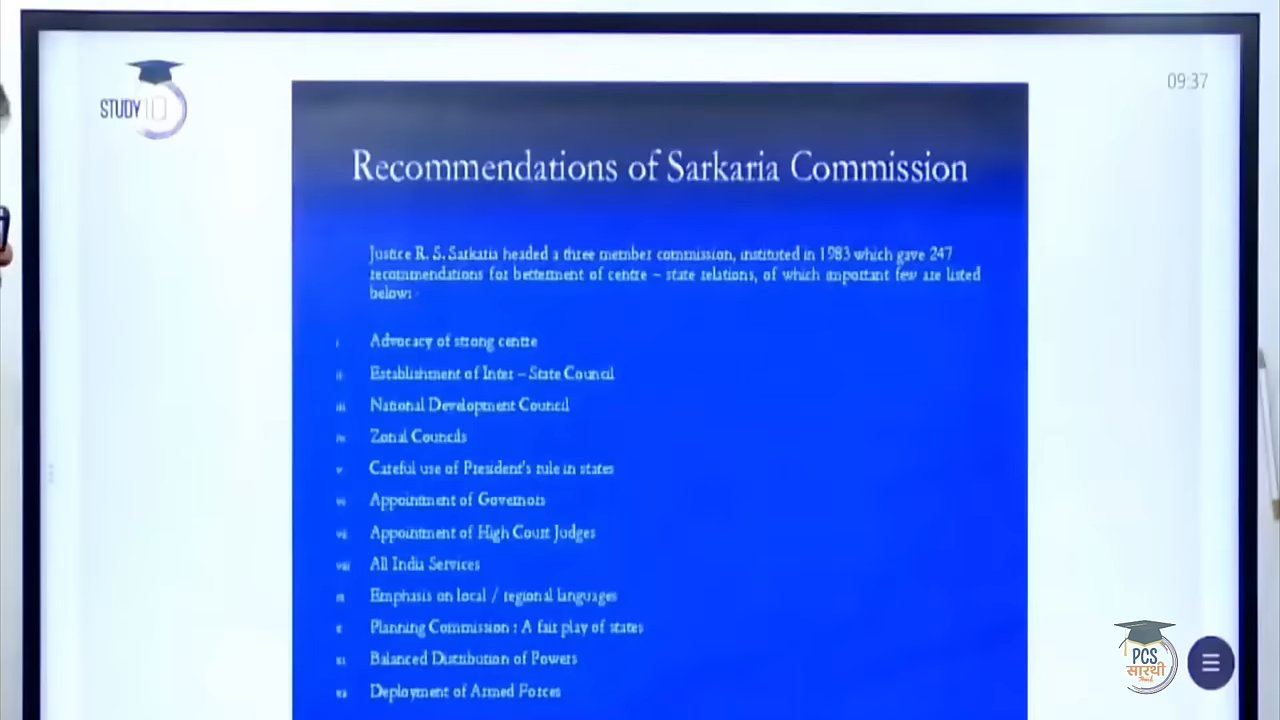 STUDY IQ
09:37
Recommendations of Sarkaria Commission
Justice R. S. Sarkaria headed a three member commission, instituted in 1983 which gave 247
recommendations for betterment of centre – state relations, of which important few are listed
below: -
i Advocacy of strong centre
ii Establishment of Inter – State Council
iii National Development Council
iv Zonal Councils
v Careful use of President's rule in states
vi Appointment of Governors
vii Appointment of High Court Judges
viii All India Services
ix Emphasis on local / regional languages
x Planning Commission : A fair play of states
xi Balanced Distribution of Powers
xii Deployment of Armed Forces
PCS
सारथी